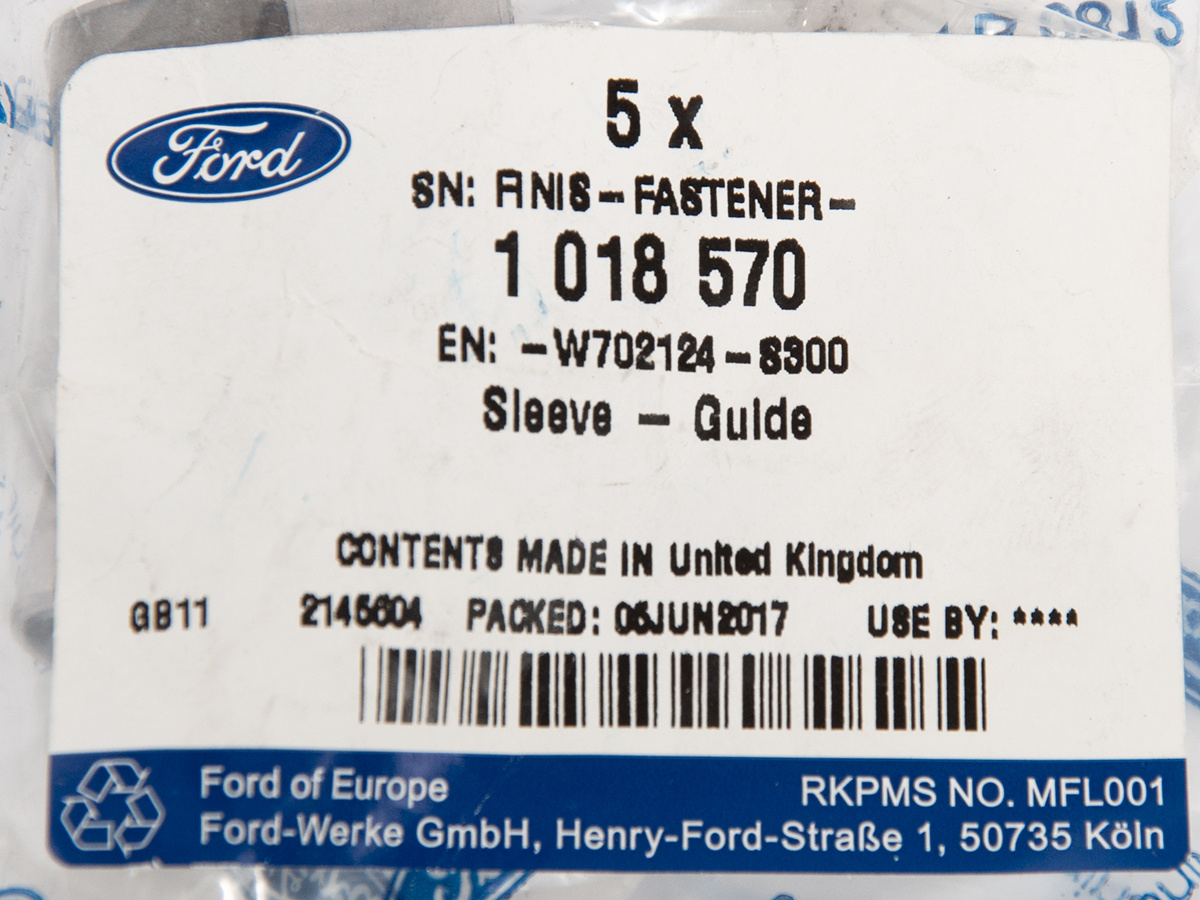 Ford
5 x
SN: FINIS-FASTENER-
1 018 570
EN: -W702124-S300
Sleeve - Guide
CONTENTS MADE IN United Kingdom
GB11 2145604 PACKED: 06JUN2017 USE BY: ****
Ford of Europe
RKPMS NO. MFL001
Ford-Werke GmbH, Henry-Ford-Straße 1, 50735 Köln